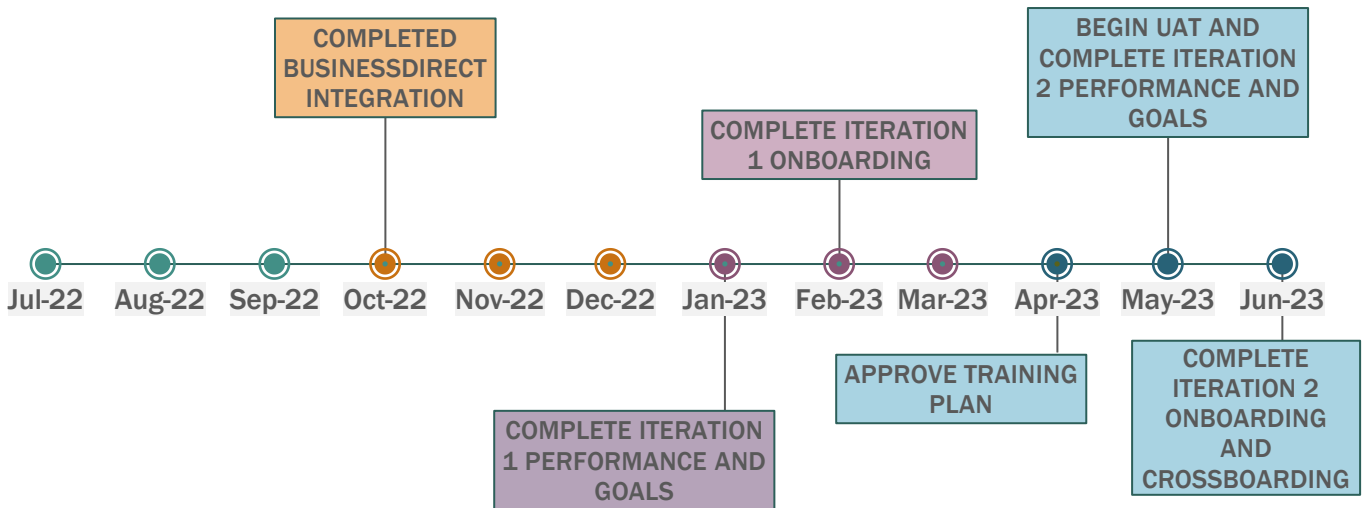 COMPLETED
BUSINESSDIRECT
INTEGRATION
BEGIN UAT AND
COMPLETE ITERATION
2 PERFORMANCE AND
GOALS
COMPLETE ITERATION
1 ONBOARDING
Jul-22
Aug-22
Sep-22
Oct-22
Nov-22
Dec-22
Jan-23
Feb-23
Mar-23
Apr-23
May-23
Jun-23
COMPLETE ITERATION
1 PERFORMANCE AND
GOALS
APPROVE TRAINING
PLAN
COMPLETE
ITERATION 2
ONBOARDING
AND
CROSSBOARDING